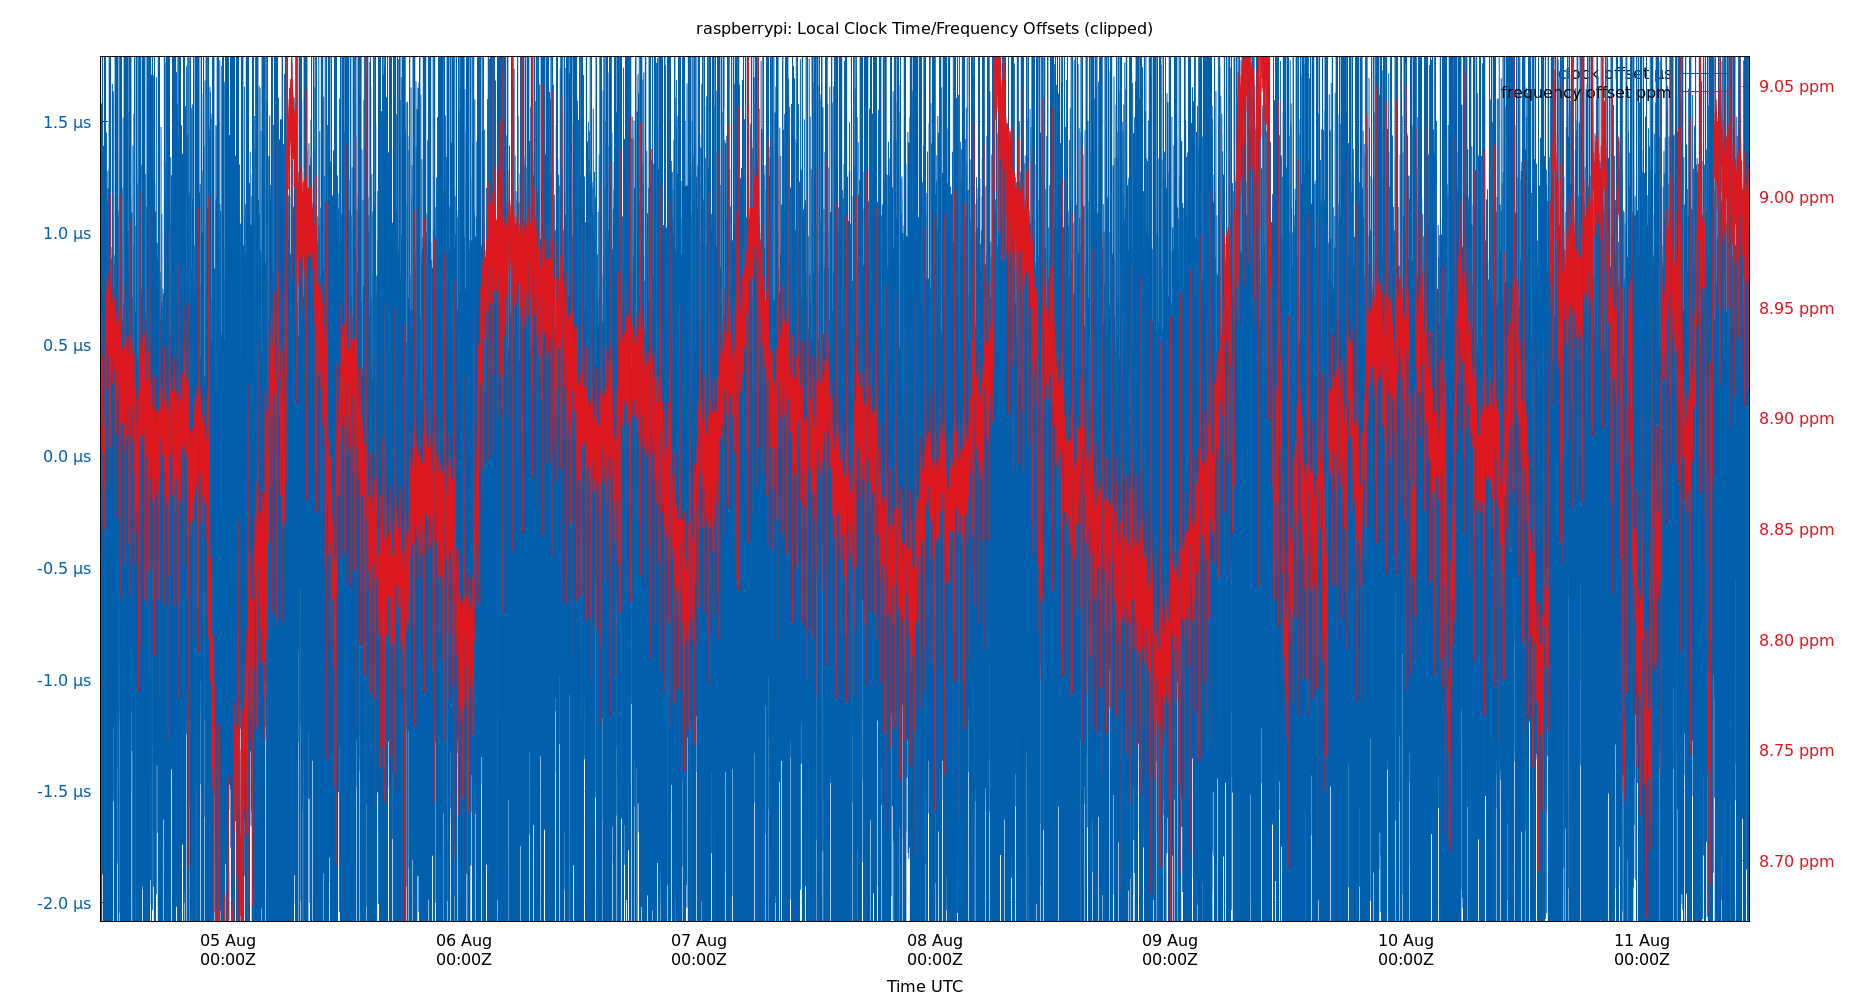 raspberrypi: Local Clock Time/Frequency Offsets (clipped)
clock offset µs
frequency offset ppm
1.5 µs
1.0 µs
0.5 µs
0.0 µs
-0.5 µs
-1.0 µs
-1.5 µs
-2.0 µs
9.05 ppm
9.00 ppm
8.95 ppm
8.90 ppm
8.85 ppm
8.80 ppm
8.75 ppm
8.70 ppm
05 Aug
00:00Z
06 Aug
00:00Z
07 Aug
00:00Z
08 Aug
00:00Z
09 Aug
00:00Z
10 Aug
00:00Z
11 Aug
00:00Z
Time UTC